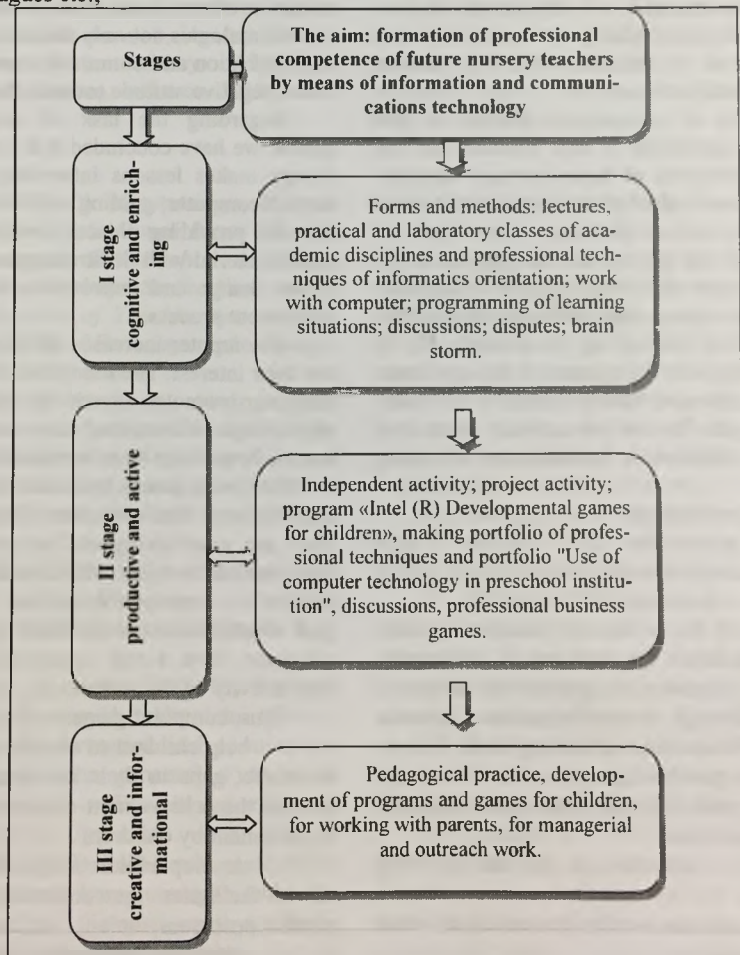 The aim: formation of professional
competence of future nursery teachers
by means of information and communi-
cations technology
Stages
I stage
cognitive and enrich-
ing
Forms and methods: lectures,
practical and laboratory classes of aca-
demic disciplines and professional tech-
niques of informatics orientation; work
with computer; programming of learning
situations; discussions; disputes; brain
storm.
II stage
productive and active
Independent activity; project activity;
program «Intel (R) Developmental games
for children», making portfolio of profes-
sional techniques and portfolio "Use of
computer technology in preschool institu-
tion", discussions, professional business
games.
III stage
creative and infor-
mational
Pedagogical practice, develop-
ment of programs and games for children,
for working with parents, for managerial
and outreach work.